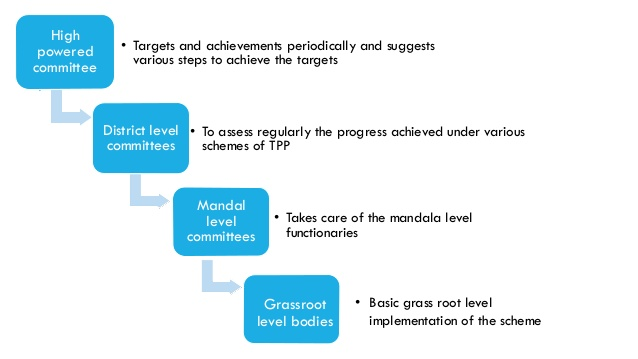 High
powered
committee
• Targets and achievements periodically and suggests
various steps to achieve the targets
District level
committees
• To assess regularly the progress achieved under various
schemes of TPP
Mandal
level
committees
• Takes care of the mandala level
functionaries
Grassroot
level bodies
• Basic grass root level
implementation of the scheme